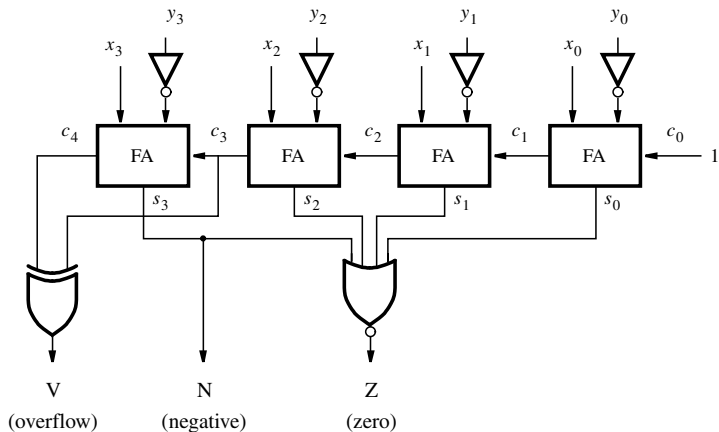 y3 y2 y1 y0
x3 x2 x1 x0
c4 c3 c2 c1 c0
FA FA FA FA 1
s3 s2 s1 s0
V N Z
(overflow) (negative) (zero)